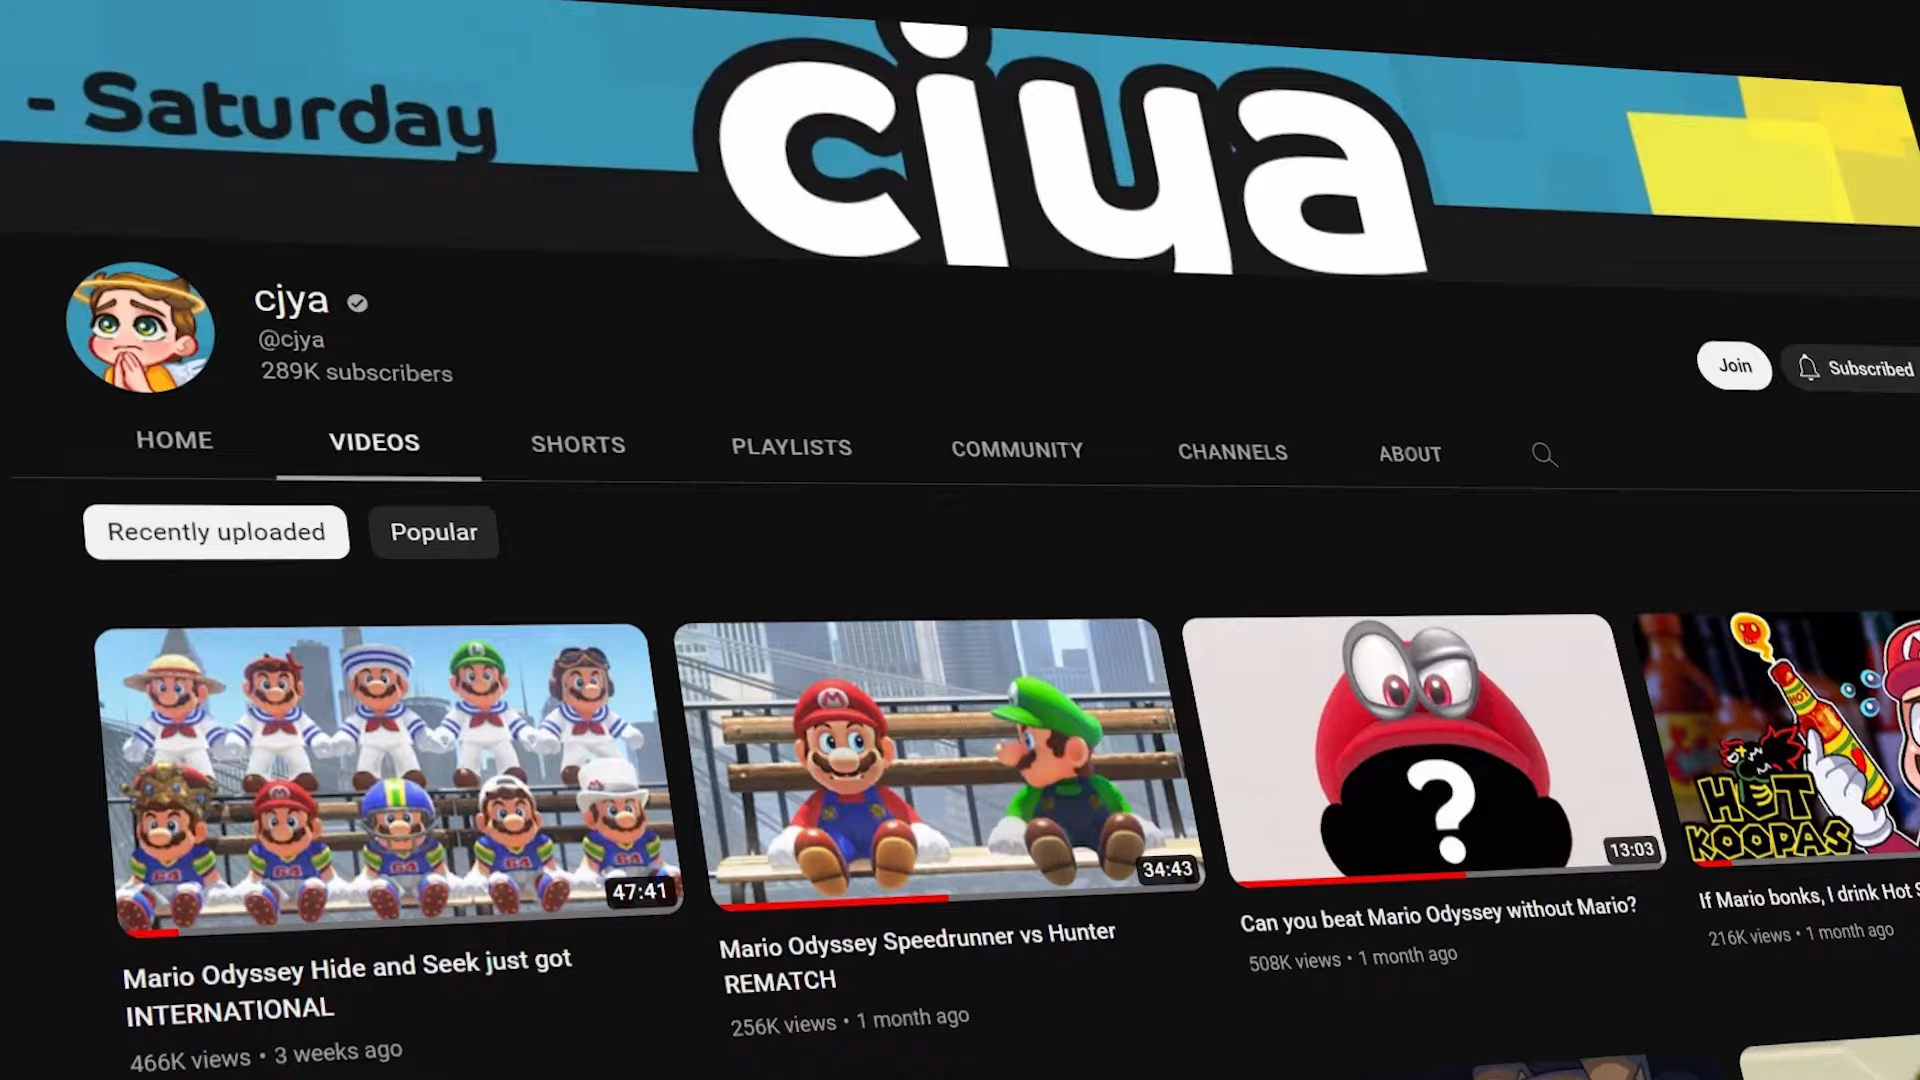 - Saturday
cjya
cjya
@cjya
289K subscribers
Join
Subscribed
HOME
VIDEOS
SHORTS
PLAYLISTS
COMMUNITY
CHANNELS
ABOUT
Recently uploaded
Popular
47:41
34:43
?
13:03
HOT
HOT
KOOPAS
Mario Odyssey Hide and Seek just got
INTERNATIONAL
466K views • 3 weeks ago
Mario Odyssey Speedrunner vs Hunter
REMATCH
256K views • 1 month ago
Can you beat Mario Odyssey without Mario?
508K views • 1 month ago
If Mario bonks, I drink Hot
216K views • 1 month ago